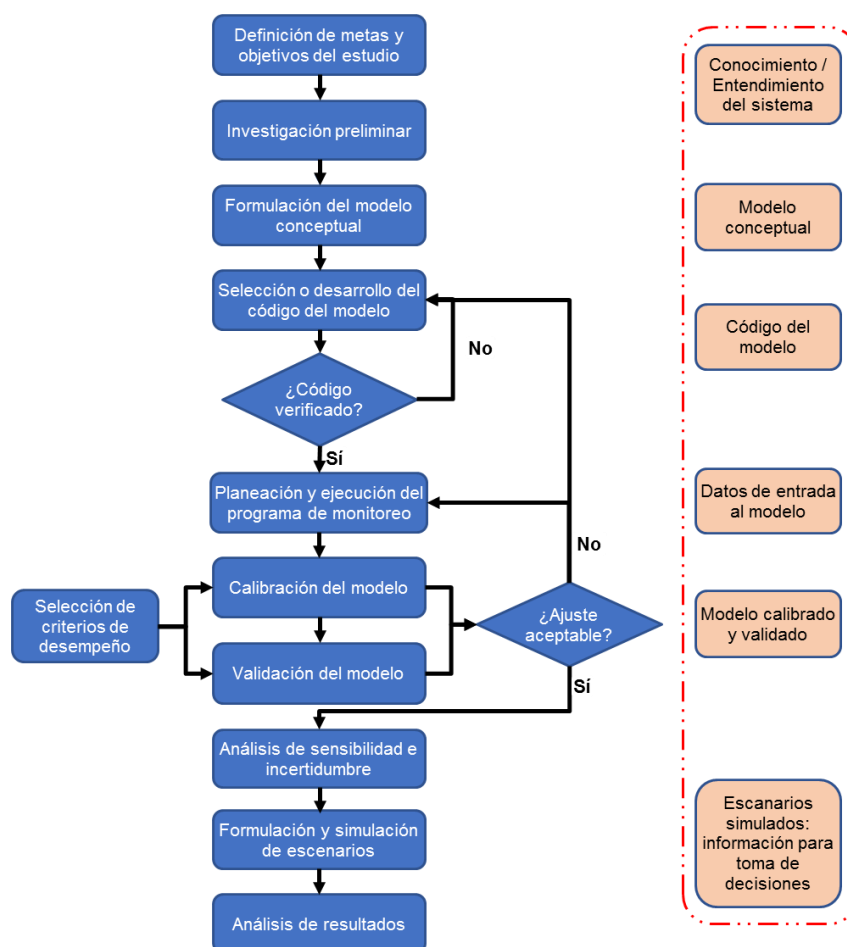 Definición de metas y
objetivos del estudio
Investigación preliminar
Formulación del modelo
conceptual
Selección o desarrollo del
código del modelo
No
¿Código
verificado?
Sí
Planeación y ejecución del
programa de monitoreo
No
Selección de
criterios de
desempeño
Calibración del modelo
Validación del modelo
¿Ajuste
aceptable?
Sí
Análisis de sensibilidad e
incertidumbre
Formulación y simulación
de escenarios
Análisis de resultados
Conocimiento /
Entendimiento
del sistema
Modelo
conceptual
Código del
modelo
Datos de entrada
al modelo
Modelo calibrado
y validado
Escanarios
simulados:
información para
toma de
decisiones